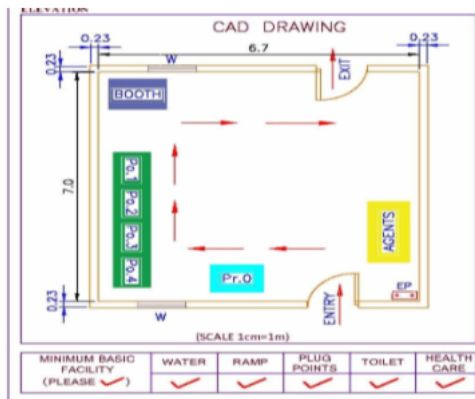 ELEVATION
CAD DRAWING
0.23
6.7
0.23
W
EXIT
0.23
BOOTH
7.0
Po.1
Po.2
Po.3
Po.4
AGENTS
Pr.O
EP
ENTRY
0.23
W
(SCALE 1cm=1m)
MINIMUM BASIC FACILITY (PLEASE ✓) WATER RAMP PLUG POINTS TOILET HEALTH CARE